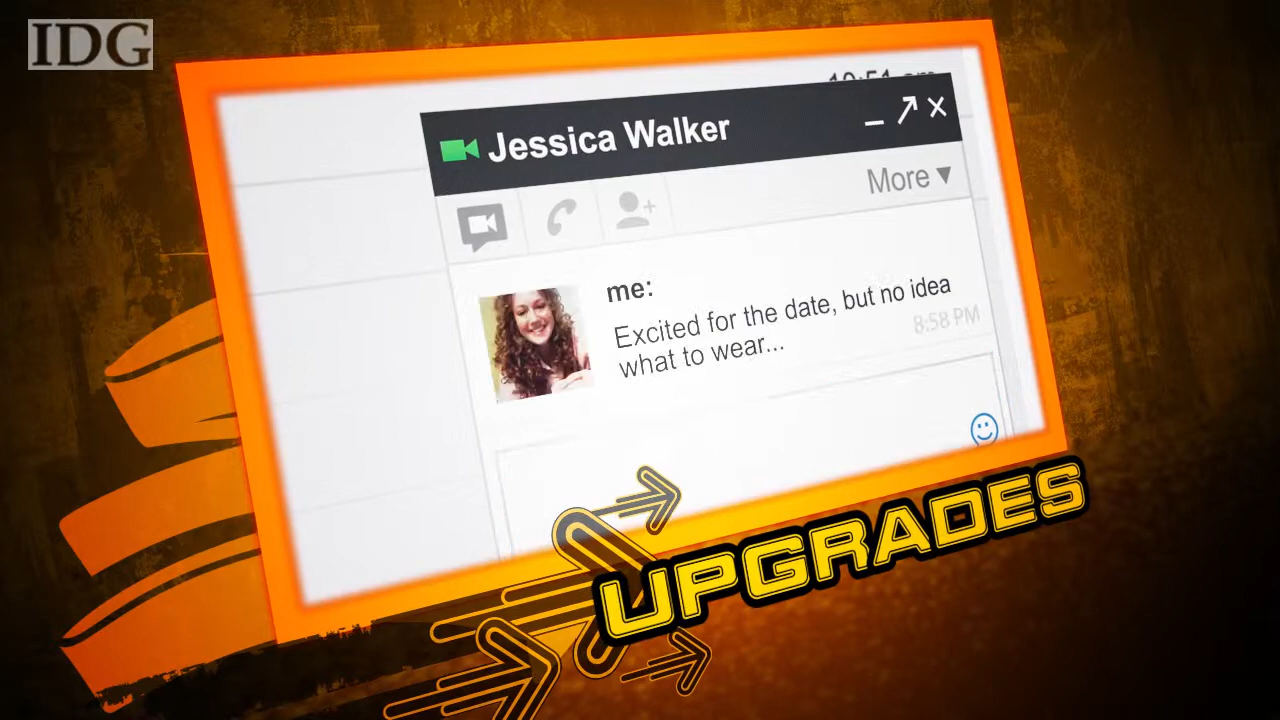 IDG
Jessica Walker
More
me:
Excited for the date, but no idea
what to wear...
8:58 PM
UPGRADES